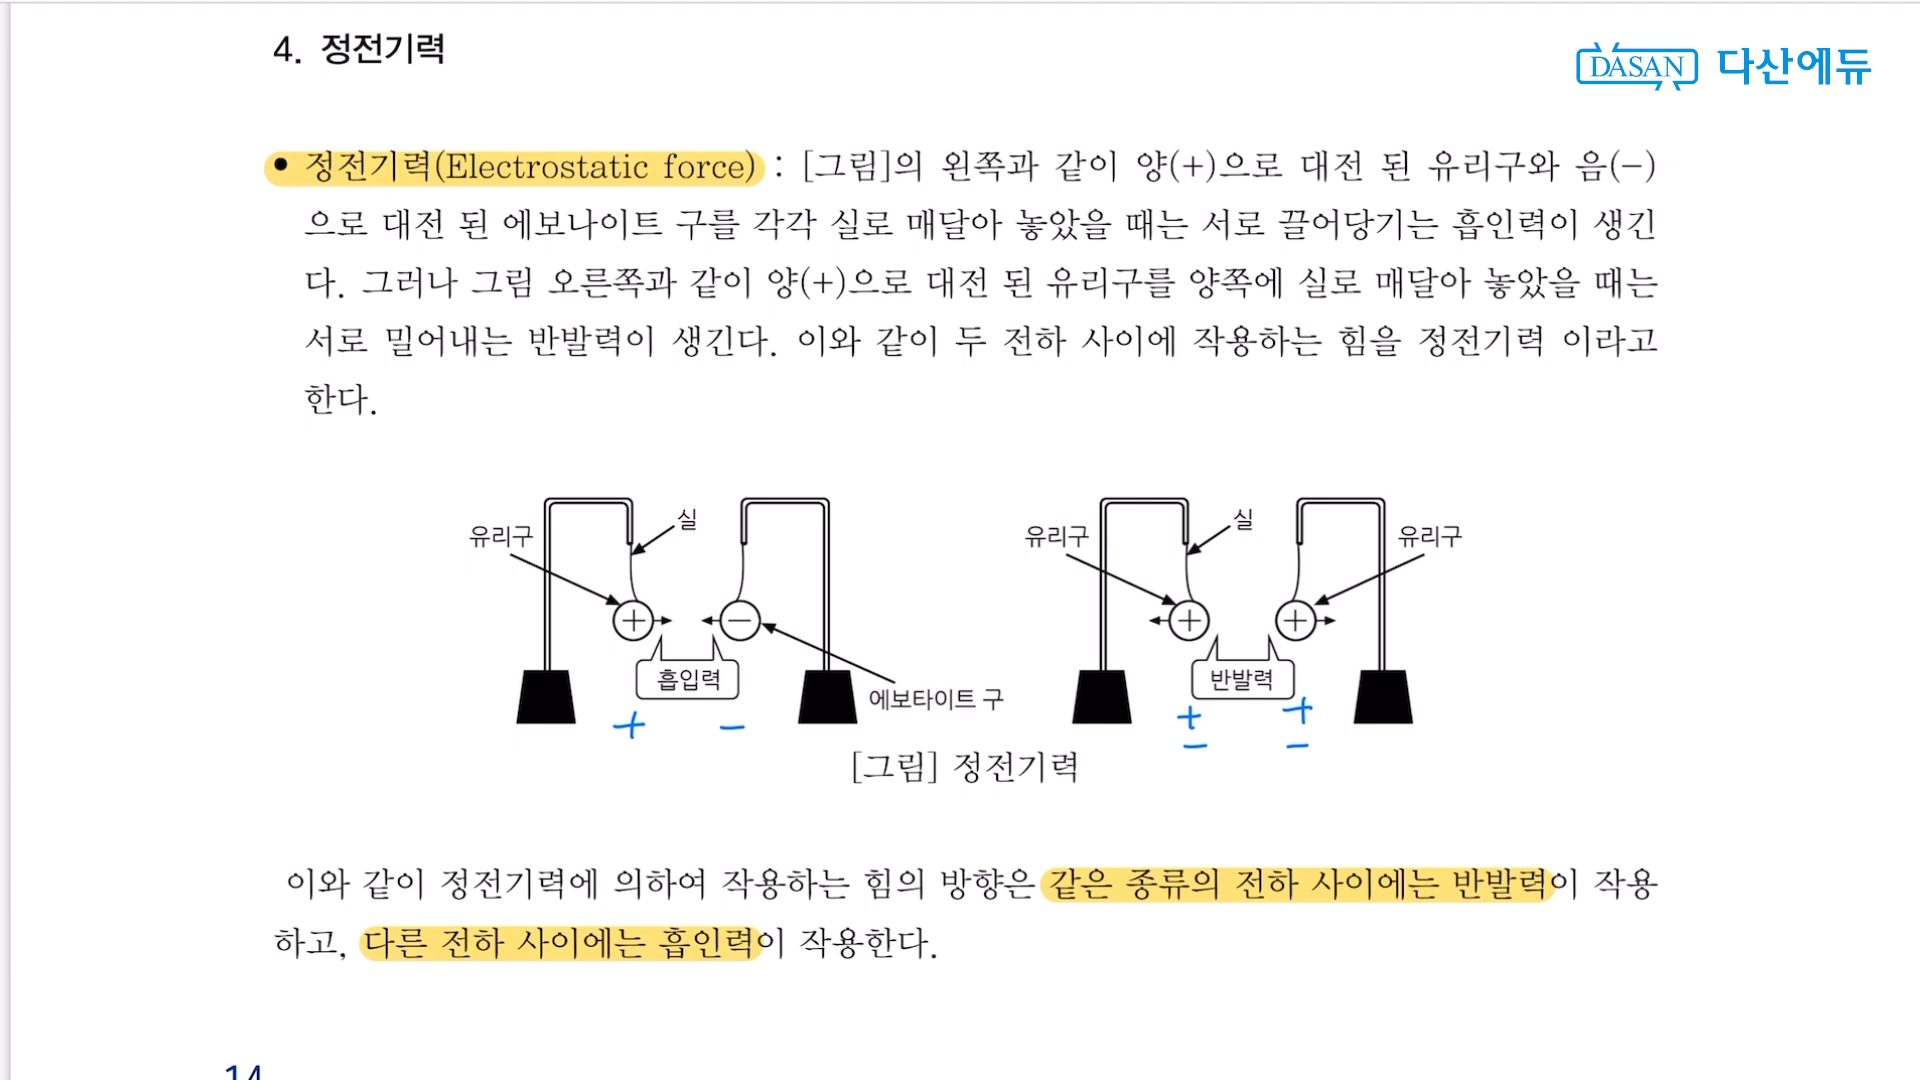 4. 정전기력
DASAN 다산에듀
• 정전기력(Electrostatic force) : [그림]의 왼쪽과 같이 양(+)으로 대전 된 유리구와 음(−)
으로 대전 된 에보나이트 구를 각각 실로 매달아 놓았을 때는 서로 끌어당기는 흡인력이 생긴
다. 그러나 그림 오른쪽과 같이 양(+)으로 대전 된 유리구를 양쪽에 실로 매달아 놓았을 때는
서로 밀어내는 반발력이 생긴다. 이와 같이 두 전하 사이에 작용하는 힘을 정전기력 이라고
한다.
유리구 실 유리구 실 유리구
+ − + +
흡입력 반발력
에보타이트 구
+ − + +
− −
[그림] 정전기력
이와 같이 정전기력에 의하여 작용하는 힘의 방향은 같은 종류의 전하 사이에는 반발력이 작용
하고, 다른 전하 사이에는 흡인력이 작용한다.
14